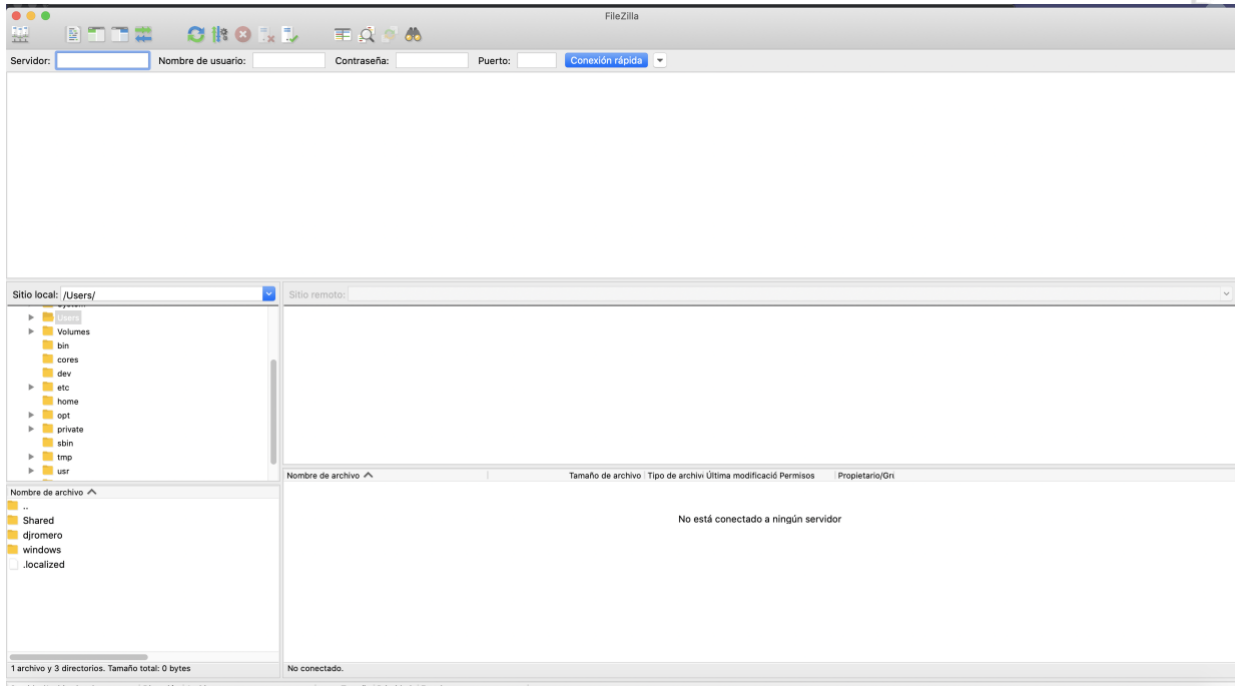 FileZilla
Servidor: Nombre de usuario: Contraseña: Puerto: Conexión rápida
Sitio local: /Users/
Users
Volumes
bin
cores
dev
etc
home
opt
private
sbin
tmp
usr
Nombre de archivo
..
Shared
djromero
windows
.localized
1 archivo y 3 directorios. Tamaño total: 0 bytes
Sitio remoto:
Nombre de archivo Tamaño de archivo Tipo de archiv Última modificació Permisos Propietario/Gru
No está conectado a ningún servidor
No conectado.